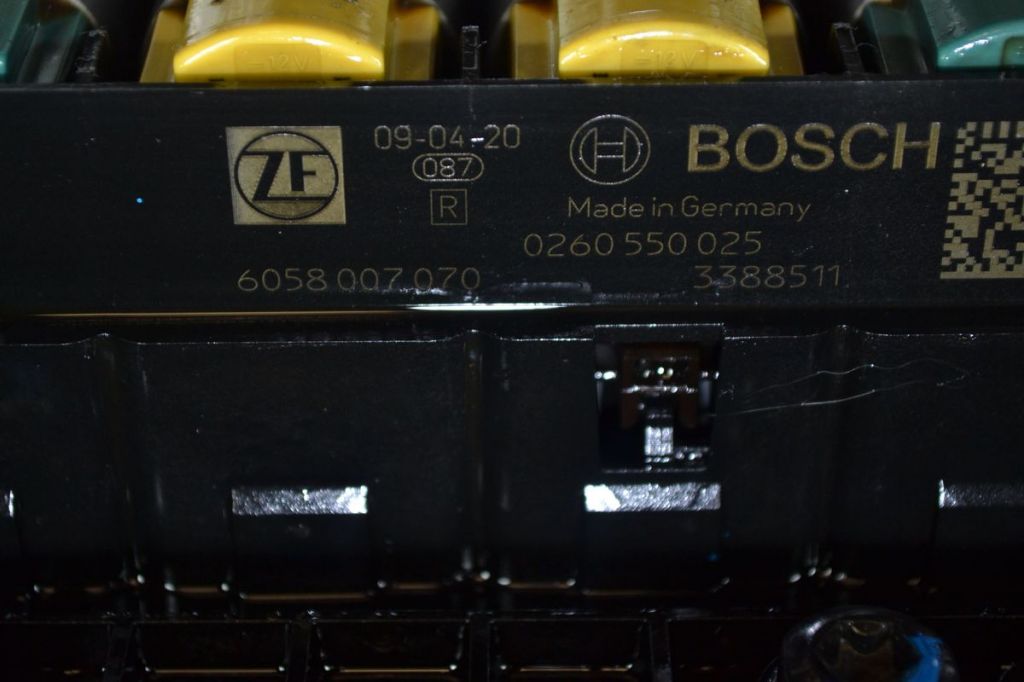 -12V
-12V
ZF
09-04-20
087
R
BOSCH
Made in Germany
0260 550 025
6058 007 070
3388511